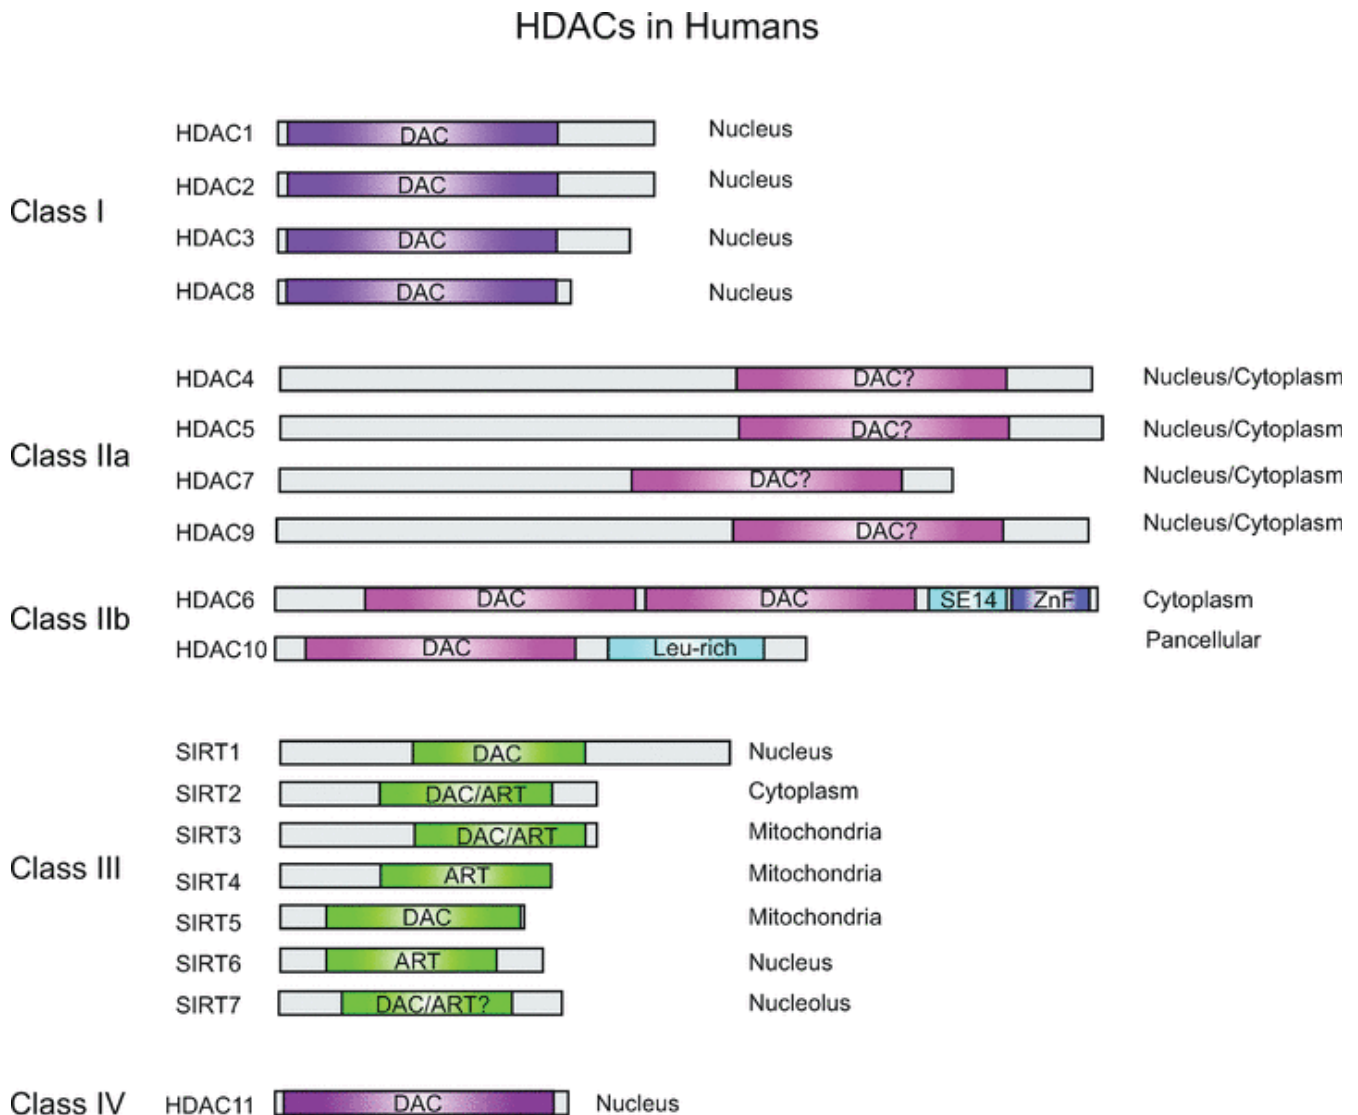 HDACs in Humans
Class I
HDAC1 DAC Nucleus
HDAC2 DAC Nucleus
HDAC3 DAC Nucleus
HDAC8 DAC Nucleus
Class IIa
HDAC4 DAC? Nucleus/Cytoplasm
HDAC5 DAC? Nucleus/Cytoplasm
HDAC7 DAC? Nucleus/Cytoplasm
HDAC9 DAC? Nucleus/Cytoplasm
Class IIb
HDAC6 DAC DAC SE14 ZnF Cytoplasm
HDAC10 DAC Leu-rich Pancellular
Class III
SIRT1 DAC Nucleus
SIRT2 DAC/ART Cytoplasm
SIRT3 DAC/ART Mitochondria
SIRT4 ART Mitochondria
SIRT5 DAC Mitochondria
SIRT6 ART Nucleus
SIRT7 DAC/ART? Nucleolus
Class IV HDAC11 DAC Nucleus